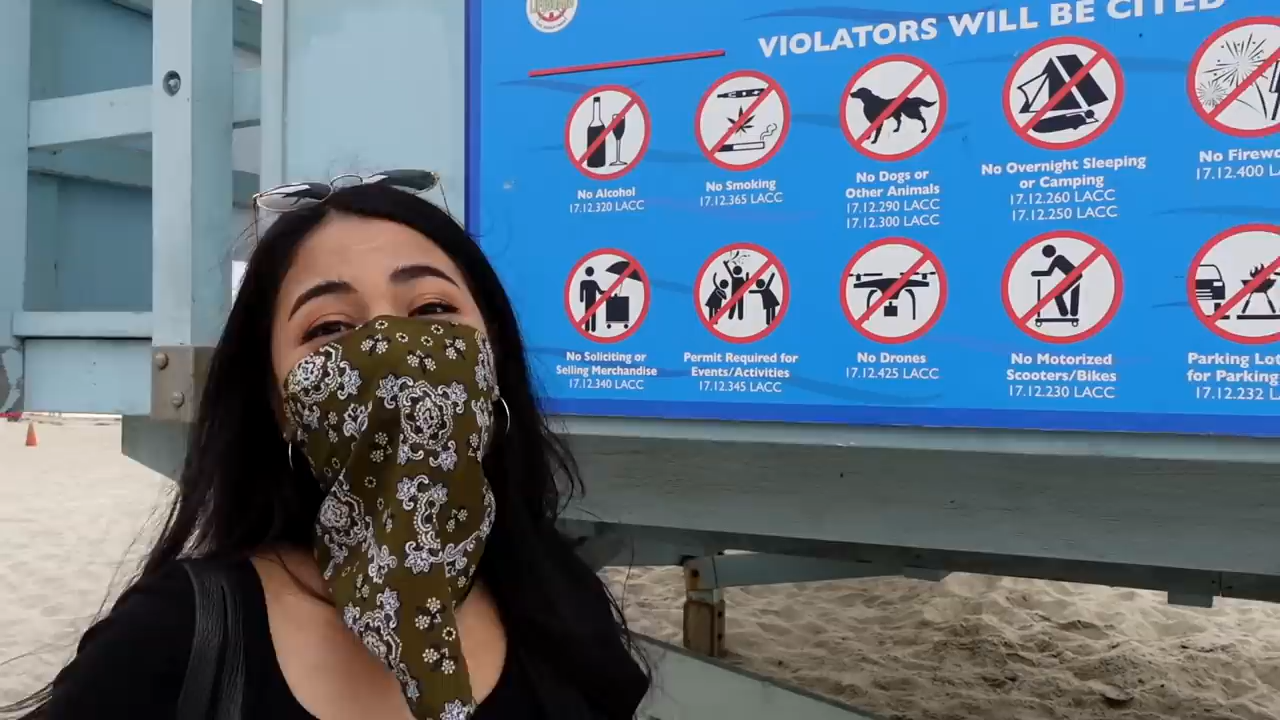 VIOLATORS WILL BE CITED
No Alcohol
17.12.320 LACC
No Smoking
17.12.365 LACC
No Dogs or
Other Animals
17.12.290 LACC
17.12.300 LACC
No Overnight Sleeping
or Camping
17.12.260 LACC
17.12.250 LACC
No Firewo
17.12.400 LA
No Soliciting or
Selling Merchandise
17.12.340 LACC
Permit Required for
Events/Activities
17.12.345 LACC
No Drones
17.12.425 LACC
No Motorized
Scooters/Bikes
17.12.230 LACC
Parking Lot
for Parking
17.12.232 L